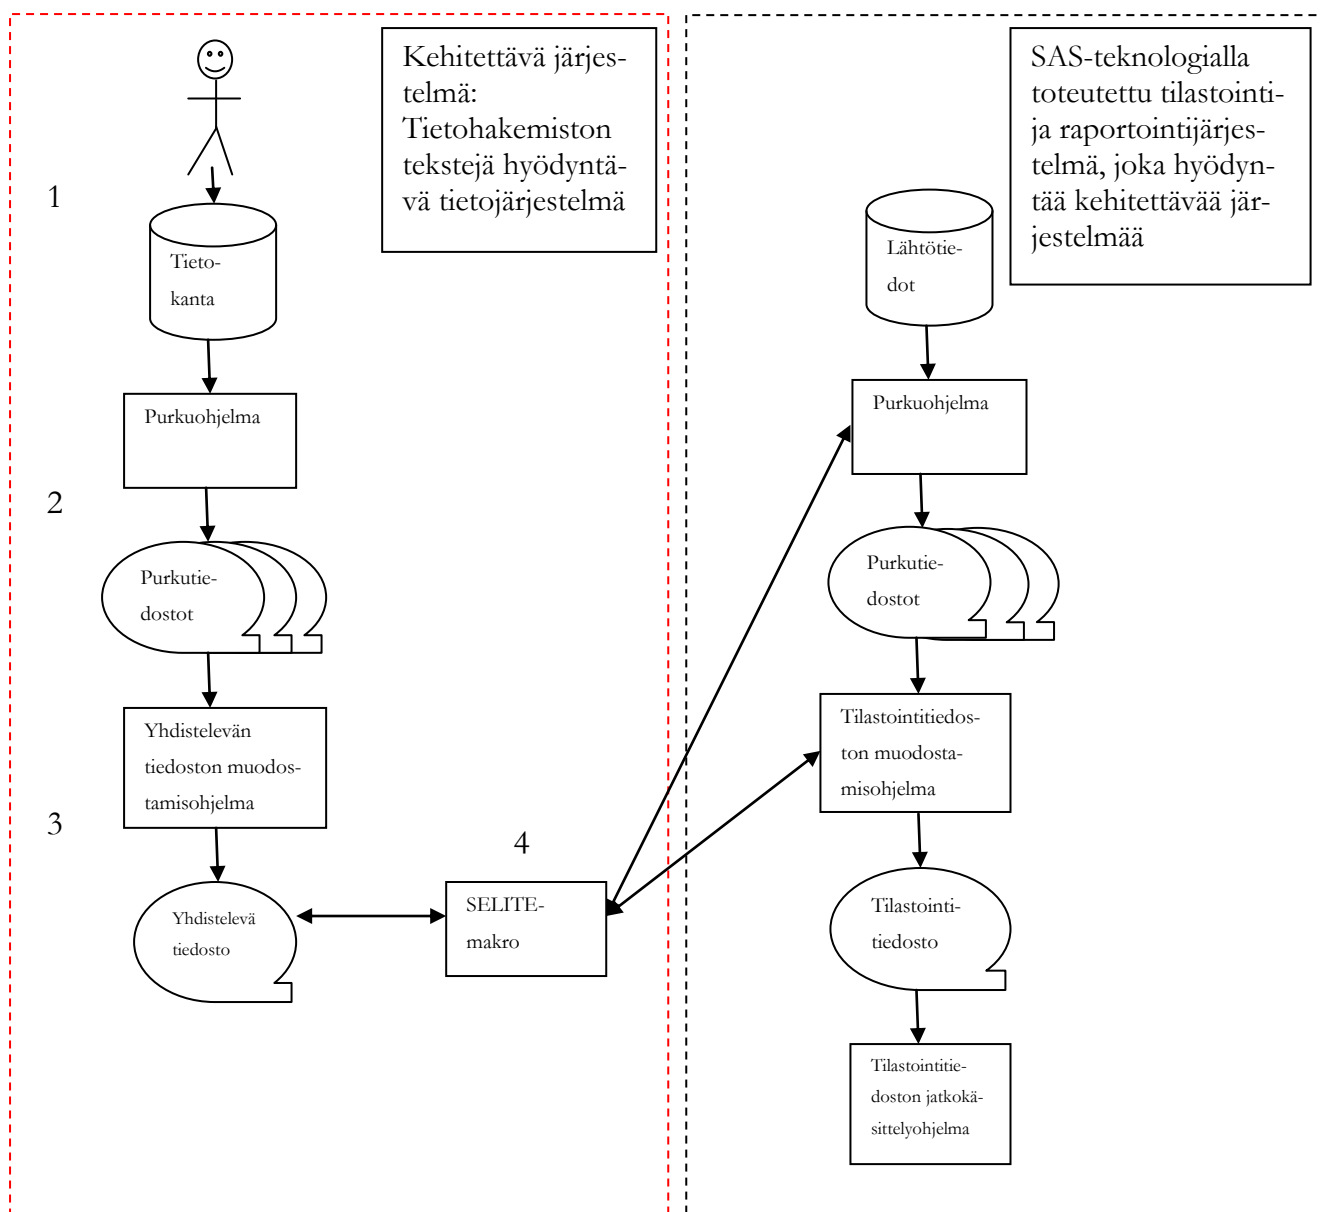 Kehitettävä järjes-
telmä:
Tietohakemiston
tekstejä hyödyntä-
vä tietojärjestelmä
1
Tieto-
kanta
Purkuohjelma
2
Purkutie-
dostot
Yhdistelevän
tiedoston muodos-
tamisohjelma
3
Yhdistelevä
tiedosto
4
SELITE-
makro
SAS-teknologialla
toteutettu tilastointi-
ja raportointijärjes-
telmä, joka hyödyn-
tää kehitettävää jär-
jestelmää
Lähtötie-
dot
Purkuohjelma
Purkutie-
dostot
Tilastointitiedos-
ton muodosta-
misohjelma
Tilastointi-
tiedosto
Tilastointitie-
doston jatkokä-
sittelyohjelma